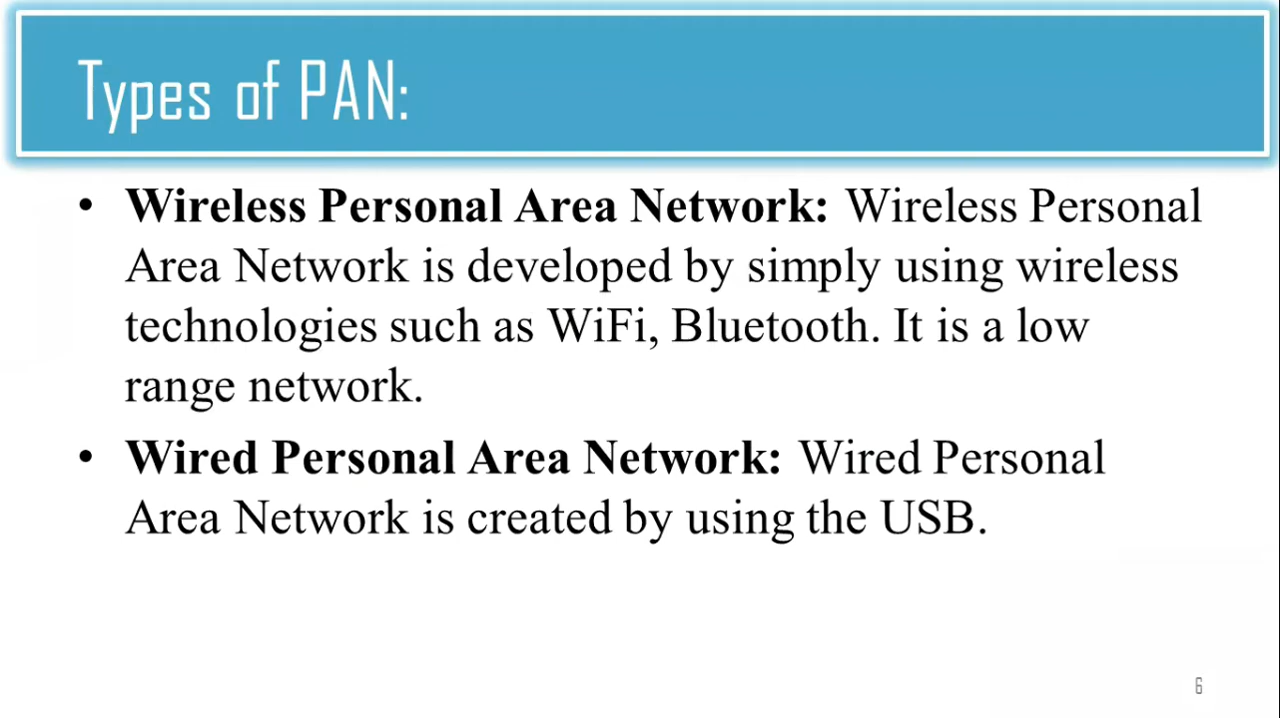 Types of PAN:
• Wireless Personal Area Network: Wireless Personal
Area Network is developed by simply using wireless
technologies such as WiFi, Bluetooth. It is a low
range network.
• Wired Personal Area Network: Wired Personal
Area Network is created by using the USB.
6